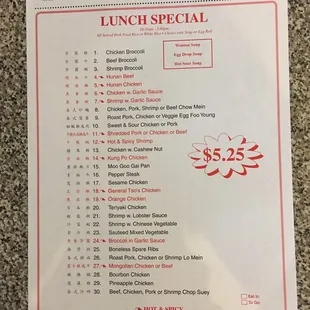 LUNCH SPECIAL
Wonton Soup
Egg Drop Soup
Hot Sour Soup
1. Chicken Broccoli
2. Beef Broccoli
3. Shrimp Broccoli
4. Hunan Beef
5. Hunan Chicken
6. Chicken w. Garlic Sauce
7. Shrimp w. Garlic Sauce
8. Chicken, Pork, Shrimp or Beef Chow Mein
9. Roast Pork, Chicken or Veggie Egg Foo Young
10. Sweet & Sour Chicken or Pork
11. Shredded Pork or Chicken or Beef
12. Hot & Spicy Shrimp
13. Chicken w. Cashew Nut
14. Kung Po Chicken
15. Moo Goo Gai Pan
16. Pepper Steak
17. Sesame Chicken
18. General Tso's Chicken
19. Orange Chicken
20. Teriyaki Chicken
21. Shrimp w. Lobster Sauce
22. Shrimp w. Chinese Vegetable
23. Sauteed Mixed Vegetable
24. Broccoli in Garlic Sauce
25. Boneless Spare Ribs
26. Roast Pork, Chicken or Shrimp Lo Mein
27. Mongolian Chicken or Beef
28. Bourbon Chicken
29. Pineapple Chicken
30. Beef, Chicken, Pork or Shrimp Chop Suey
$5.25
Eat In
To Go
HOT & SPICY